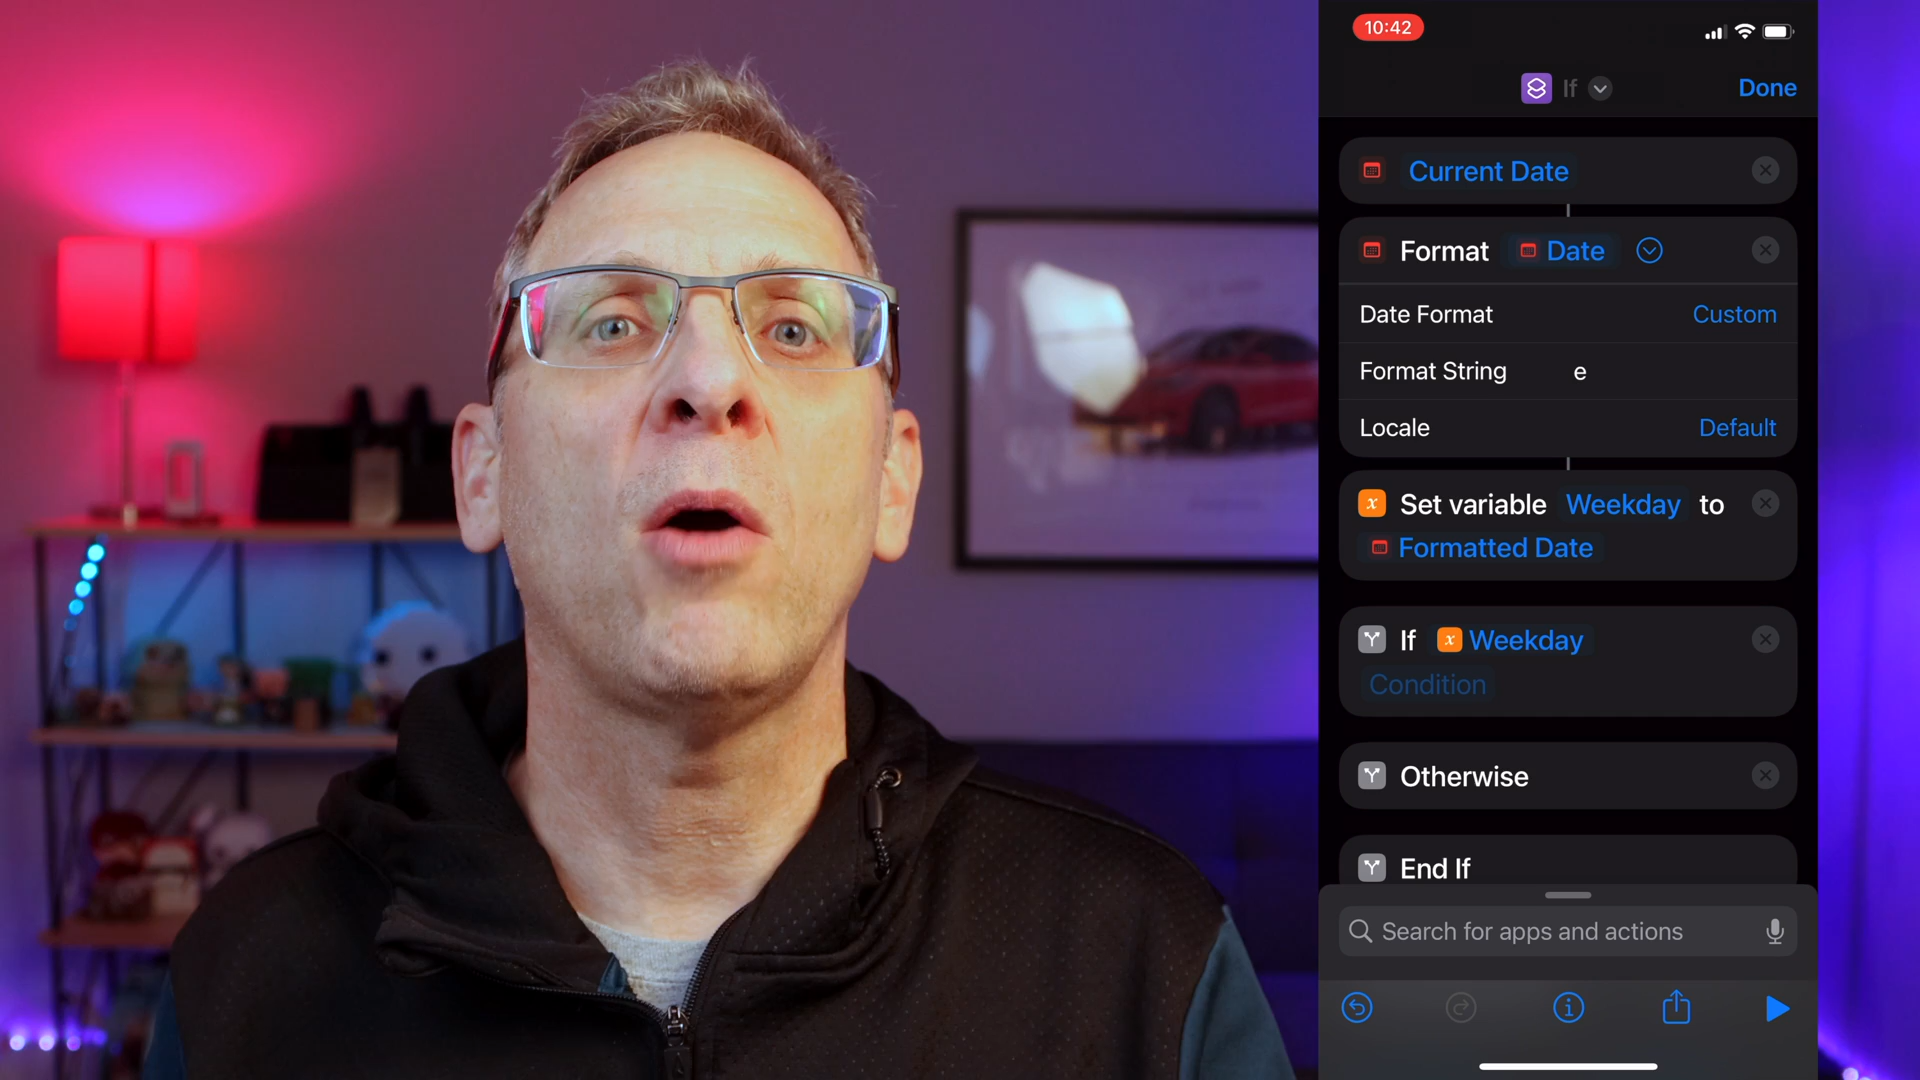 10:42
If
Done
Current Date
Format Date
Date Format Custom
Format String e
Locale Default
x Set variable Weekday to
Formatted Date
If x Weekday
Condition
Otherwise
End If
Search for apps and actions